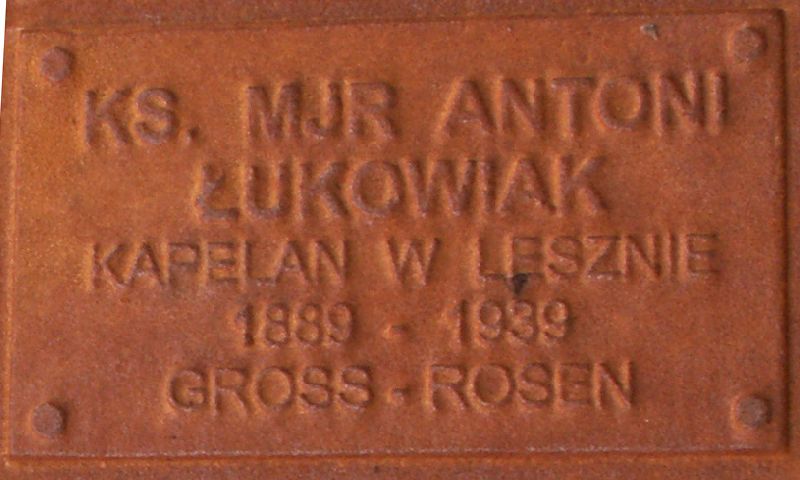 KS. MJR ANTONI
ŁUKOWIAK
KAPELAN W LESZNIE
1889 - 1939
GROSS - ROSEN